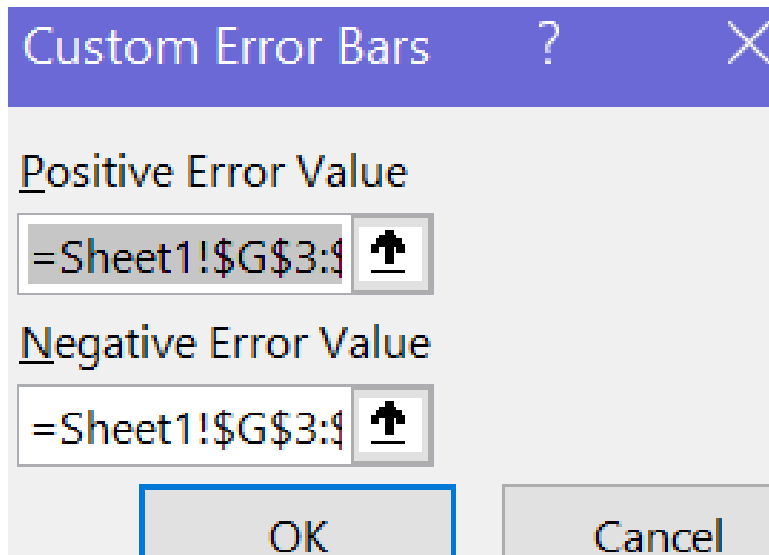 Custom Error Bars ?
Positive Error Value
=Sheet1!$G$3:$
Negative Error Value
=Sheet1!$G$3:$
OK Cancel